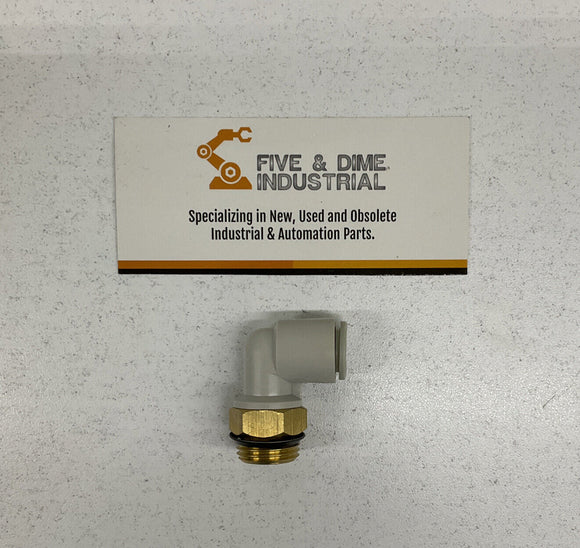 FIVE & DIME
INDUSTRIAL
Specializing in New, Used and Obsolete
Industrial & Automation Parts.